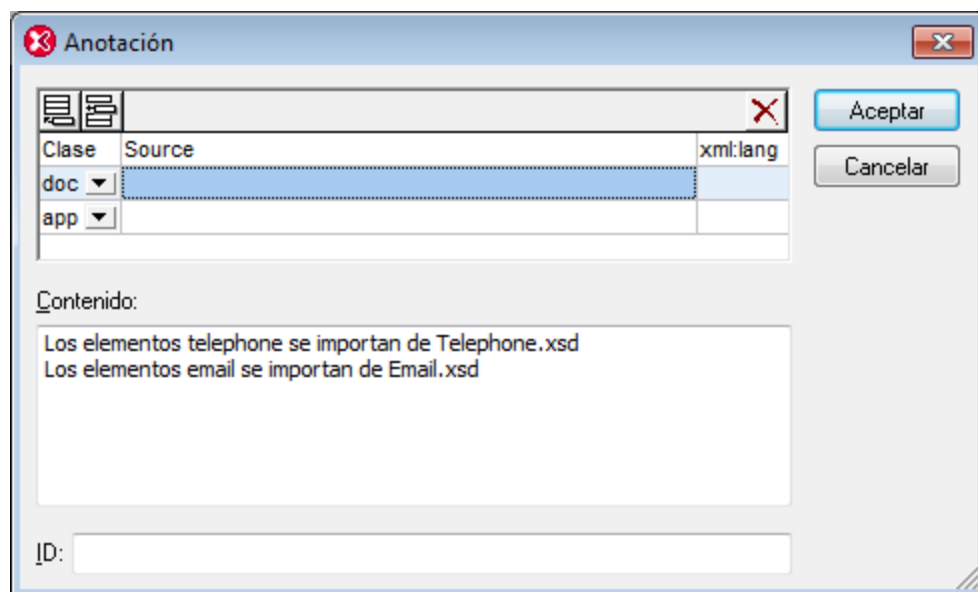 Anotación
Aceptar
Clase Source xml:lang
Cancelar
doc
app
Contenido:
Los elementos telephone se importan de Telephone.xsd
Los elementos email se importan de Email.xsd
ID: